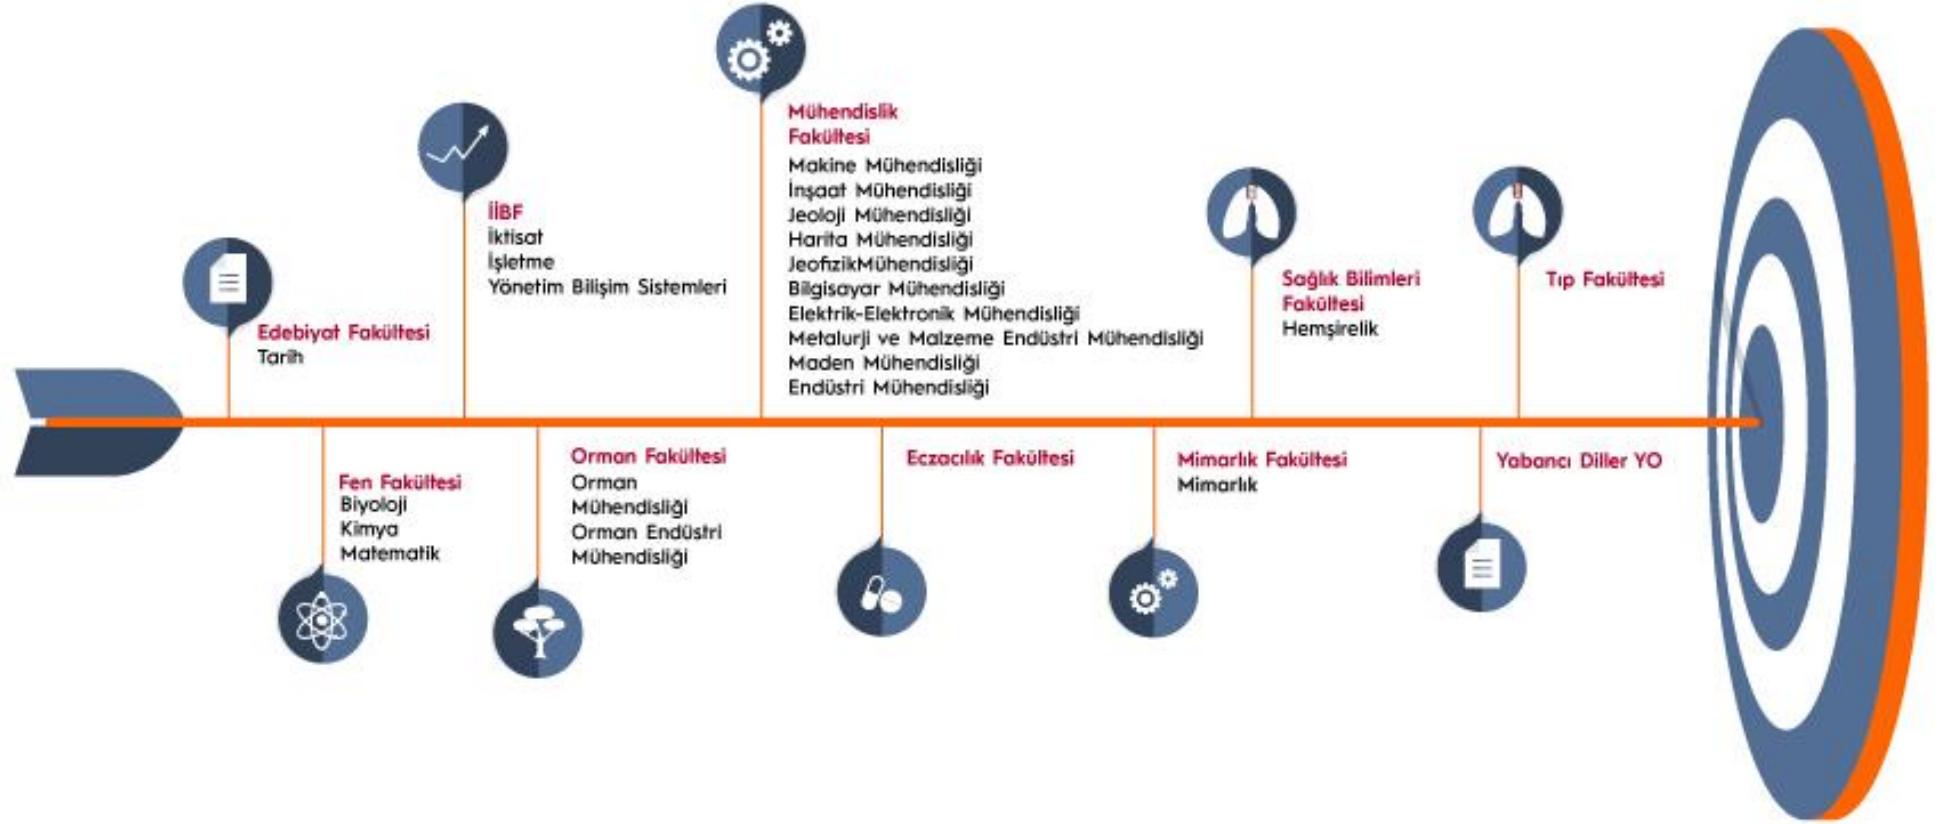 Edebiyat Fakültesi
Tarih
İİBF
İktisat
İşletme
Yönetim Bilişim Sistemleri
Mühendislik
Fakültesi
Makine Mühendisliği
İnşaat Mühendisliği
Jeoloji Mühendisliği
Harita Mühendisliği
JeofizikMühendisliği
Bilgisayar Mühendisliği
Elektrik-Elektronik Mühendisliği
Metalurji ve Malzeme Endüstri Mühendisliği
Maden Mühendisliği
Endüstri Mühendisliği
Sağlık Bilimleri
Fakültesi
Hemşirelik
Tıp Fakültesi
Fen Fakültesi
Biyoloji
Kimya
Matematik
Orman Fakültesi
Orman
Mühendisliği
Orman Endüstri
Mühendisliği
Eczacılık Fakültesi
Mimarlık Fakültesi
Mimarlık
Yabancı Diller YO